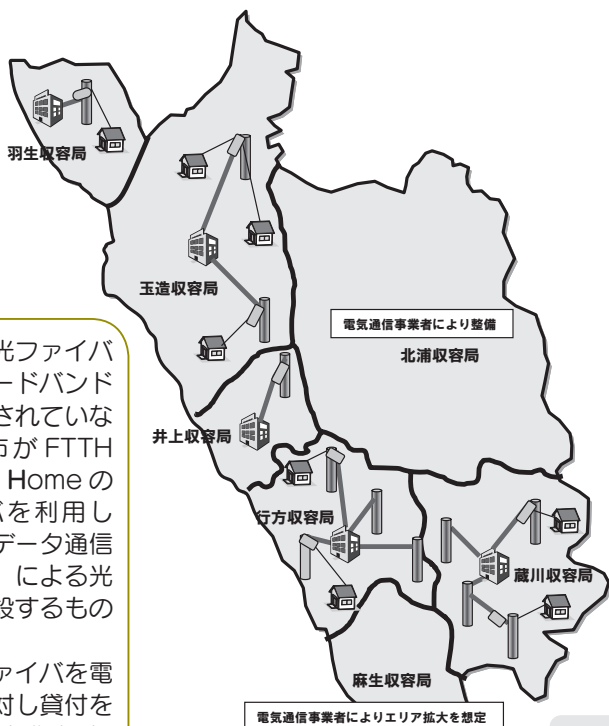 羽生収容局
玉造収容局
電気通信事業者により整備
北浦収容局
井上収容局
行方収容局
蔵川収容局
麻生収容局
電気通信事業者によりエリア拡大を想定
光ファイバ
ードバンド
されていな
市が FTTH
Home の
バを利用し
データ通信
）による光
設するもの
ァイバを電
対し貸付を